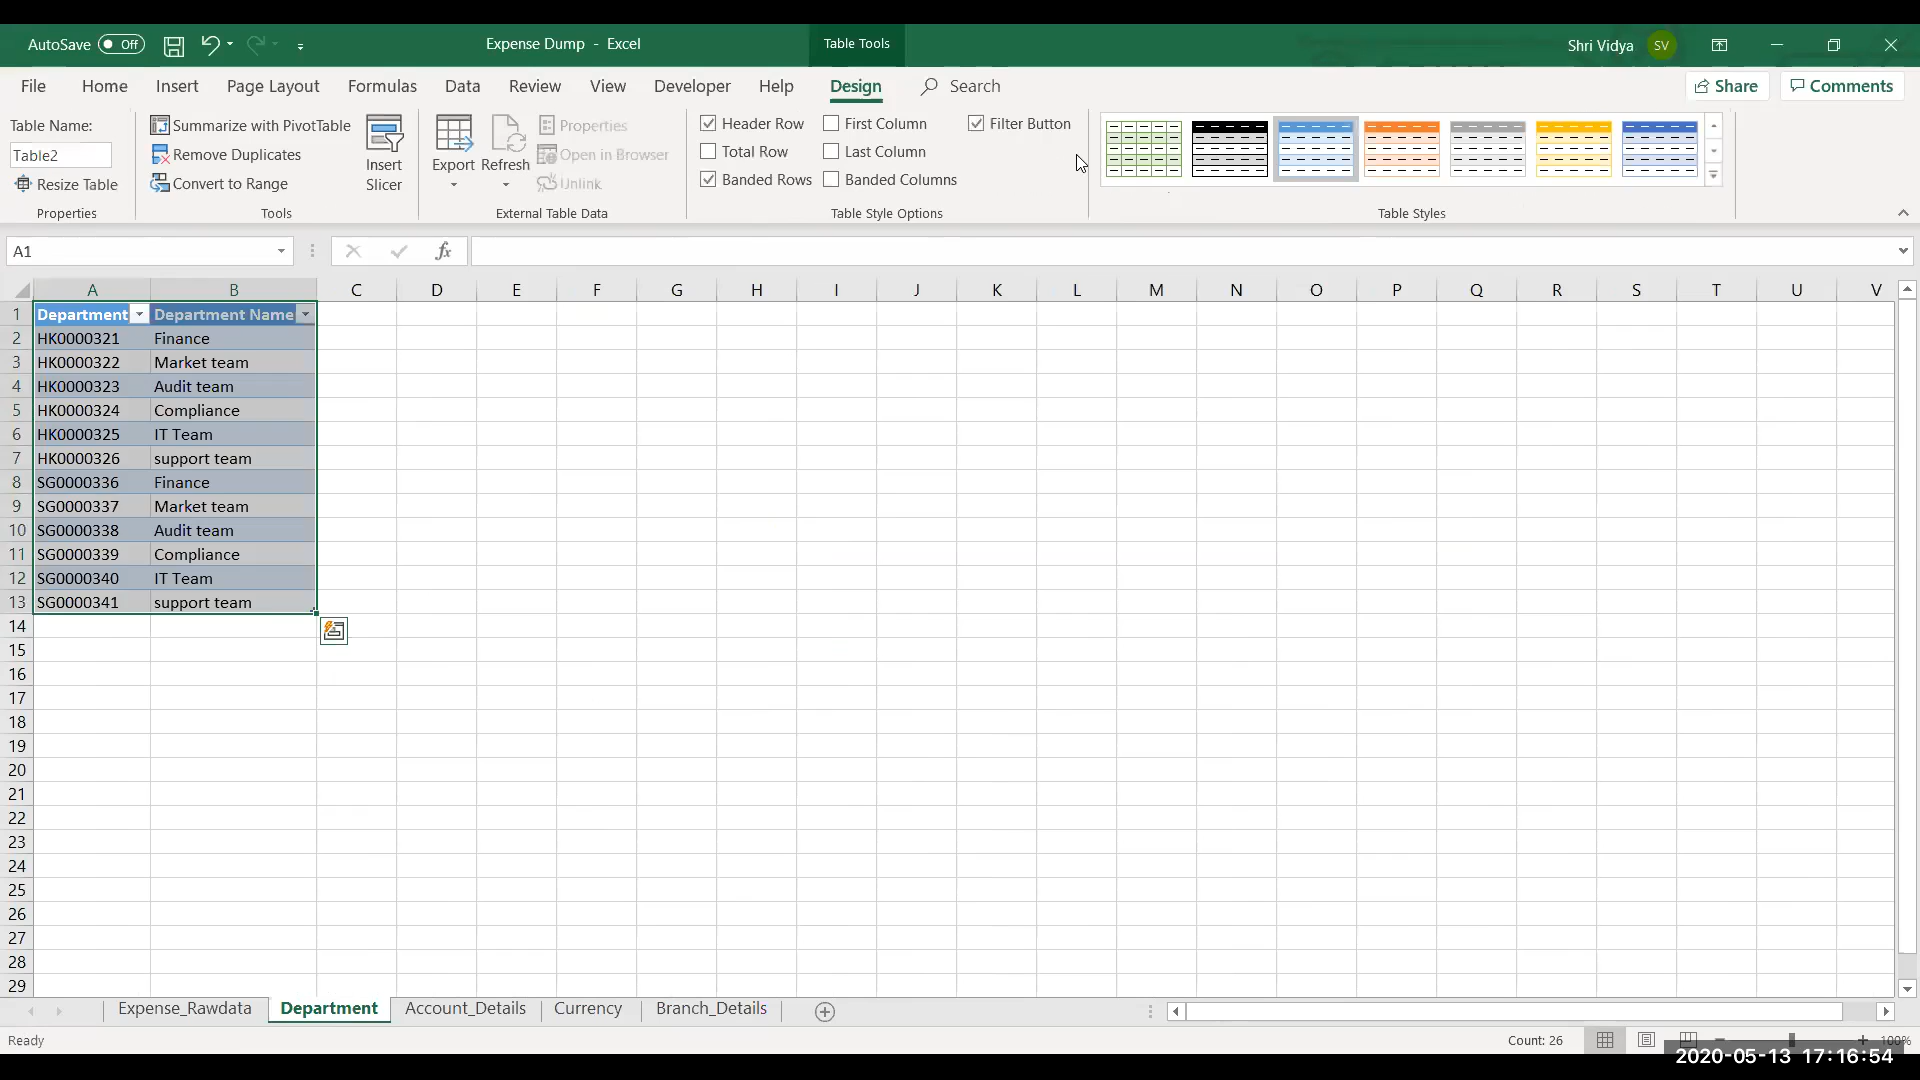 AutoSave Off
Expense Dump - Excel
Table Tools
Shri Vidya SV
File Home Insert Page Layout Formulas Data Review View Developer Help Design Search Share Comments
Table Name:
Table2
Resize Table
Properties
Summarize with PivotTable
Remove Duplicates
Convert to Range
Tools
Insert
Slicer
Export Refresh
Properties
Open in Browser
Unlink
External Table Data
Header Row First Column Filter Button
Total Row Last Column
Banded Rows Banded Columns
Table Style Options
Table Styles
A1 fx
A B C D E F G H I J K L M N O P Q R S T U V
1 Department Department Name
2 HK0000321 Finance
3 HK0000322 Market team
4 HK0000323 Audit team
5 HK0000324 Compliance
6 HK0000325 IT Team
7 HK0000326 support team
8 SG0000336 Finance
9 SG0000337 Market team
10 SG0000338 Audit team
11 SG0000339 Compliance
12 SG0000340 IT Team
13 SG0000341 support team
14
15
16
17
18
19
20
21
22
23
24
25
26
27
28
29
Expense_Rawdata Department Account_Details Currency Branch_Details
Ready
Count: 26
100%
2020-05-13 17:16:54